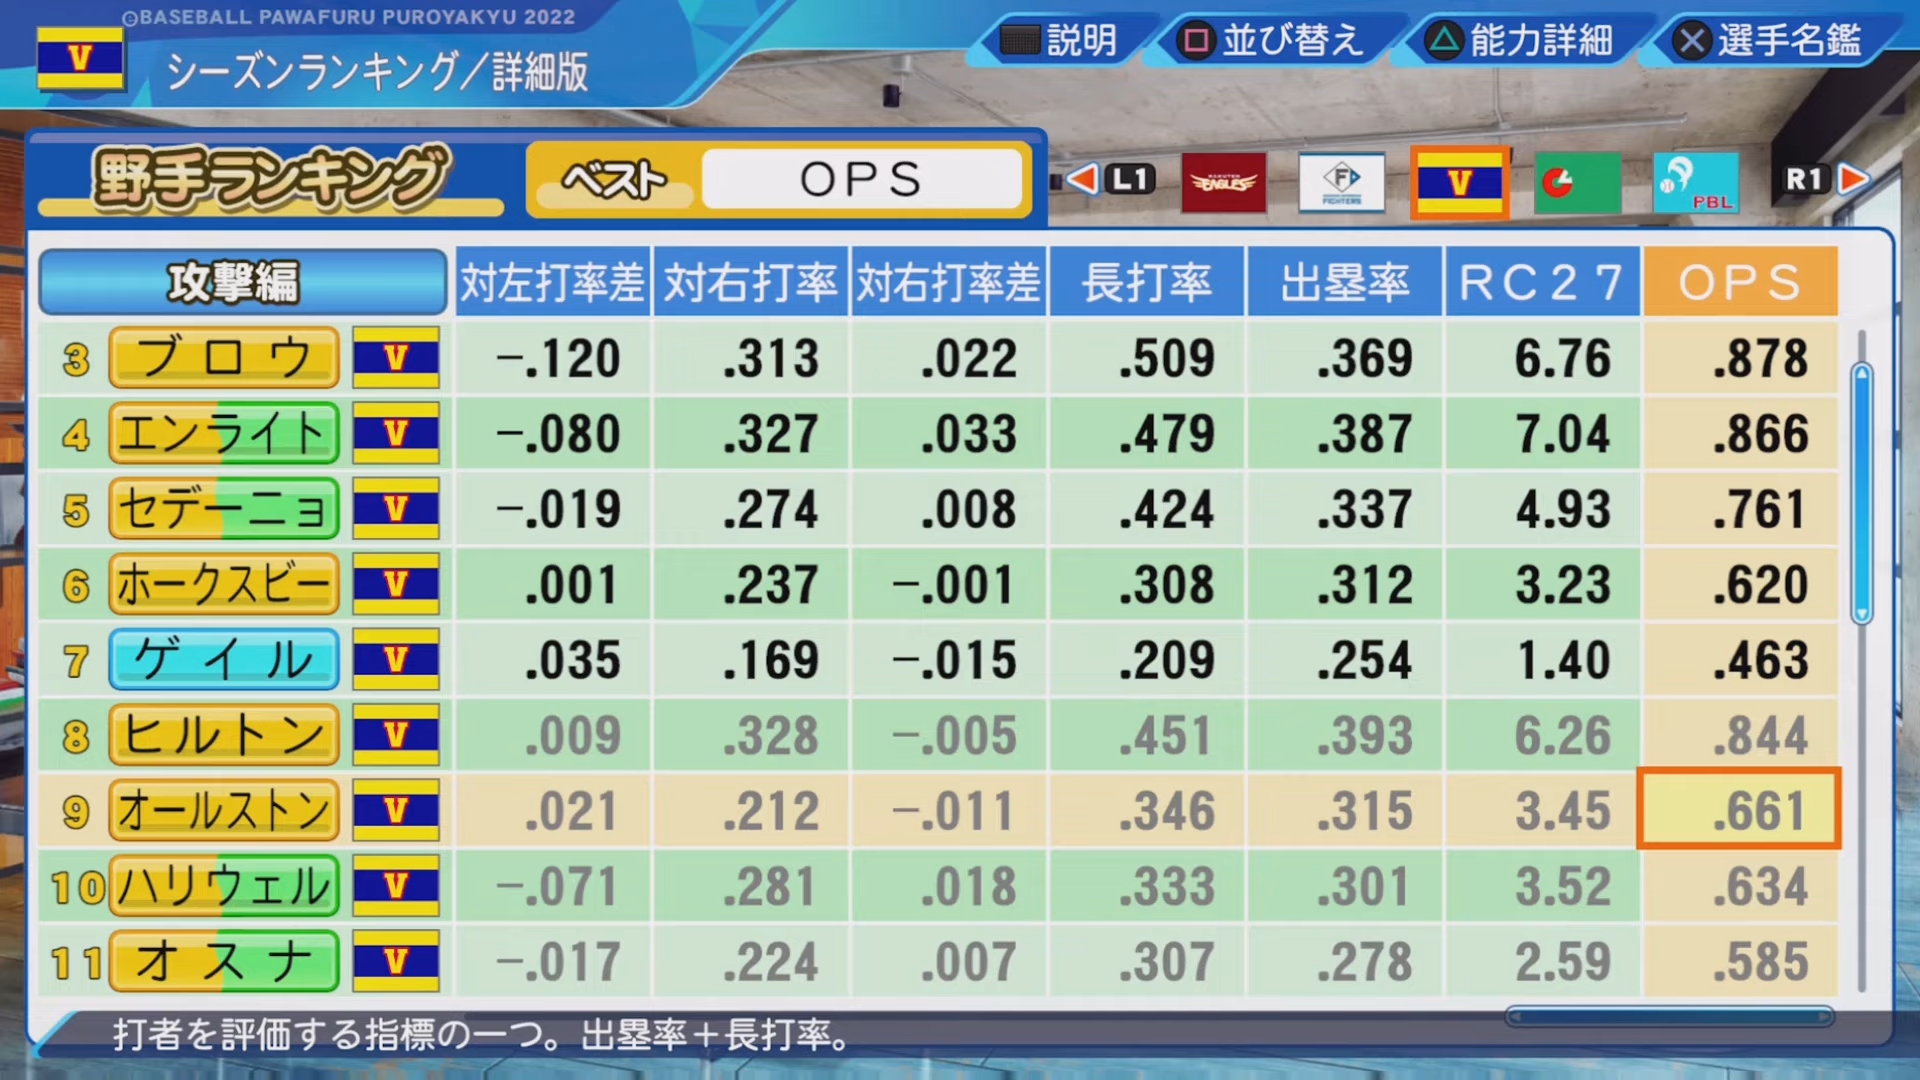 ©BASEBALL PAWAFURU PUROYAKYU 2022
V シーズンランキング／詳細版
説明 並び替え 能力詳細 選手名鑑
野手ランキング ベスト OPS L1 EAGLES F FIGHTERS V PBL R1
攻撃編 対左打率差 対右打率 対右打率差 長打率 出塁率 RC27 OPS
3 ブロウ V -.120 .313 .022 .509 .369 6.76 .878
4 エンライト V -.080 .327 .033 .479 .387 7.04 .866
5 セデーニョ V -.019 .274 .008 .424 .337 4.93 .761
6 ホークスビー V .001 .237 -.001 .308 .312 3.23 .620
7 ゲイル V .035 .169 -.015 .209 .254 1.40 .463
8 ヒルトン V .009 .328 -.005 .451 .393 6.26 .844
9 オールストン V .021 .212 -.011 .346 .315 3.45 .661
10 ハリウェル V -.071 .281 .018 .333 .301 3.52 .634
11 オスナ V -.017 .224 .007 .307 .278 2.59 .585
打者を評価する指標の一つ。出塁率＋長打率。